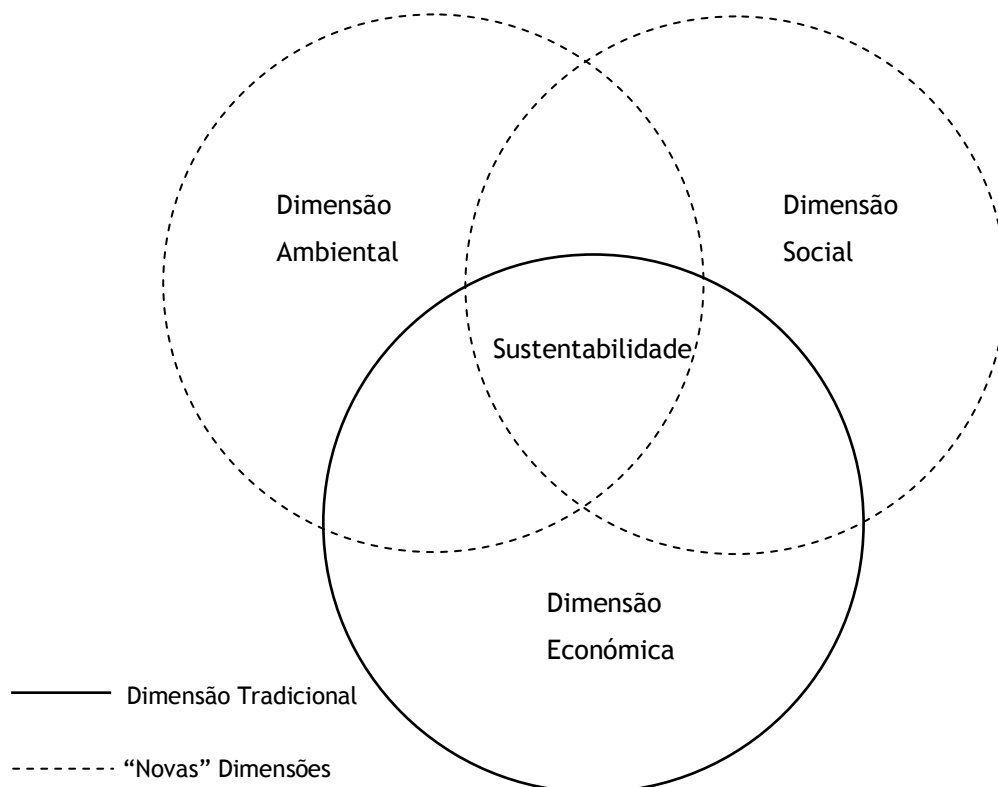 Dimensão
Ambiental
Dimensão
Social
Sustentabilidade
Dimensão
Económica
Dimensão Tradicional
“Novas” Dimensões